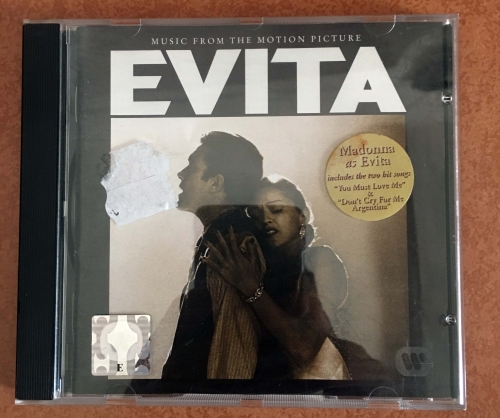 MUSIC FROM THE MOTION PICTURE
EVITA
Madonna
as Evita
includes the two hit songs
"You Must Love Me"
&
"Don't Cry For Me
Argentina"
E